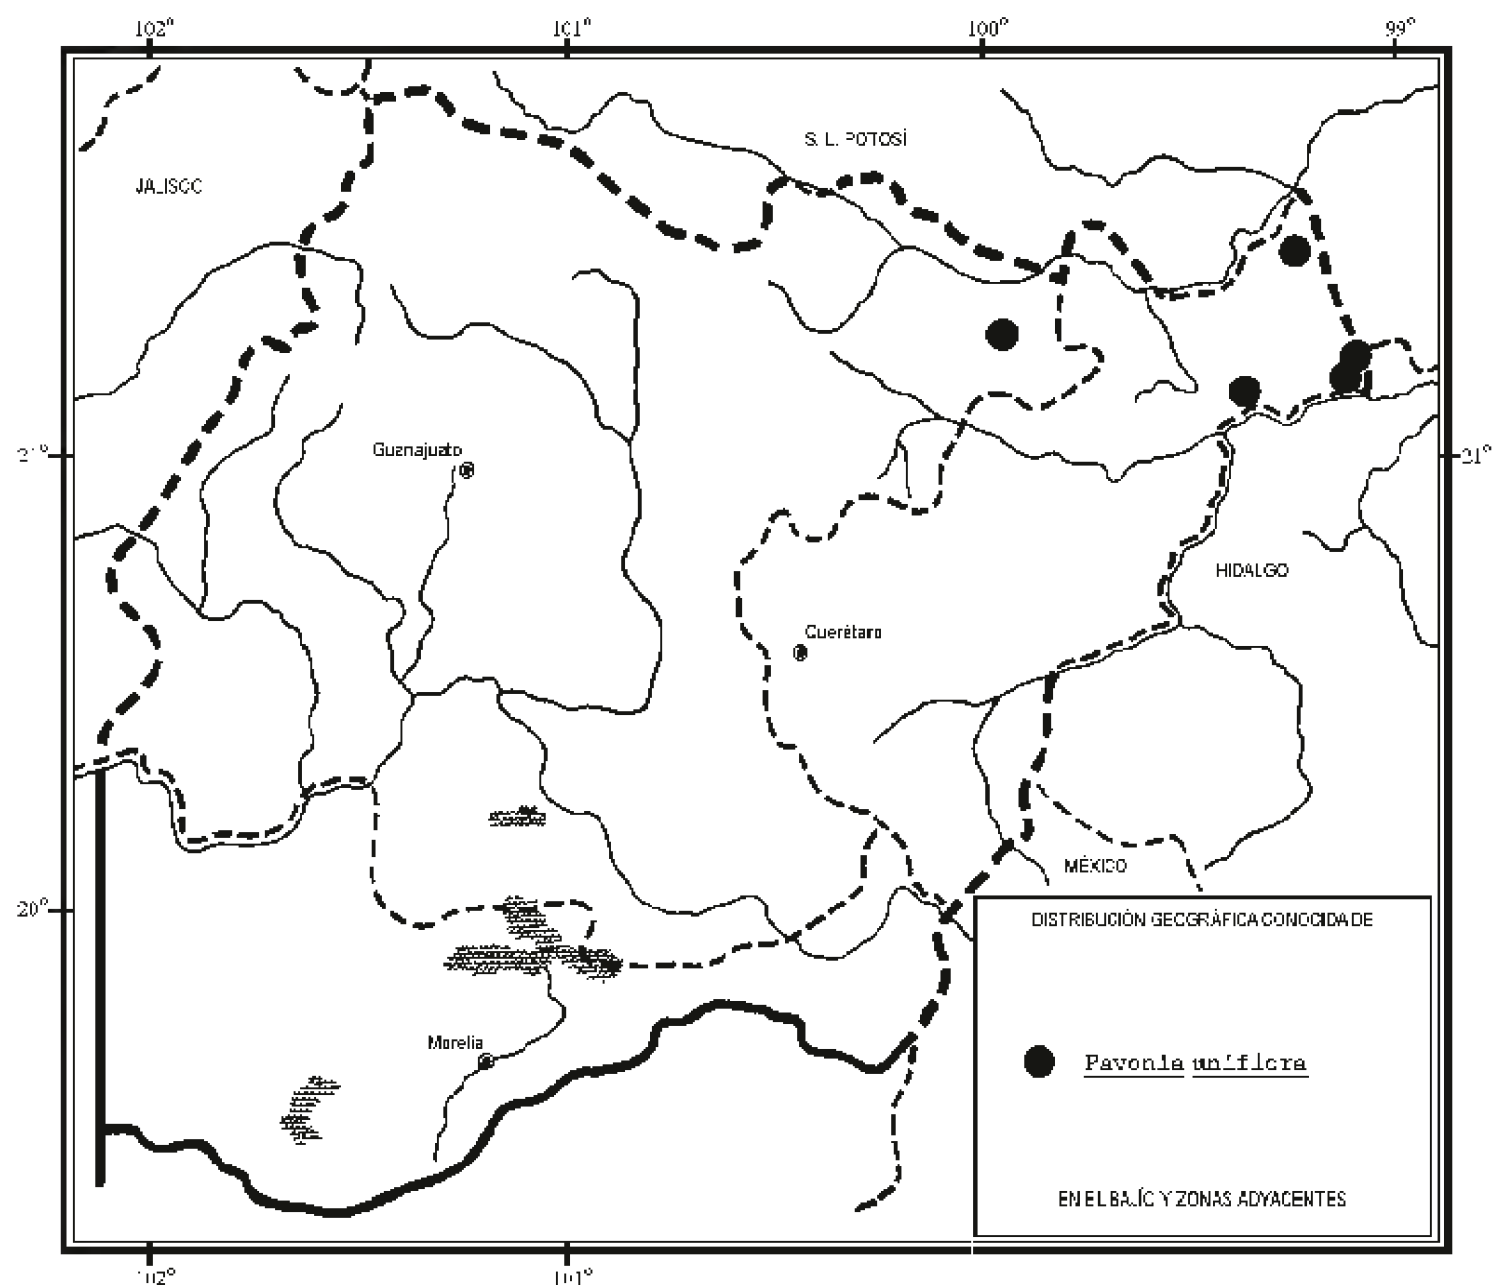 102° 101° 100° 99°
S. L. POTOSÍ
JALISCO
Guanajuato
21° 21°
HIDALGO
Querétaro
MÉXICO
20°
DISTRIBUCIÓN GEOGRÁFICA CONOCIDA DE
Morelia
Pavonia uniflora
EN EL BAJÍO Y ZONAS ADYACENTES
102° 101°